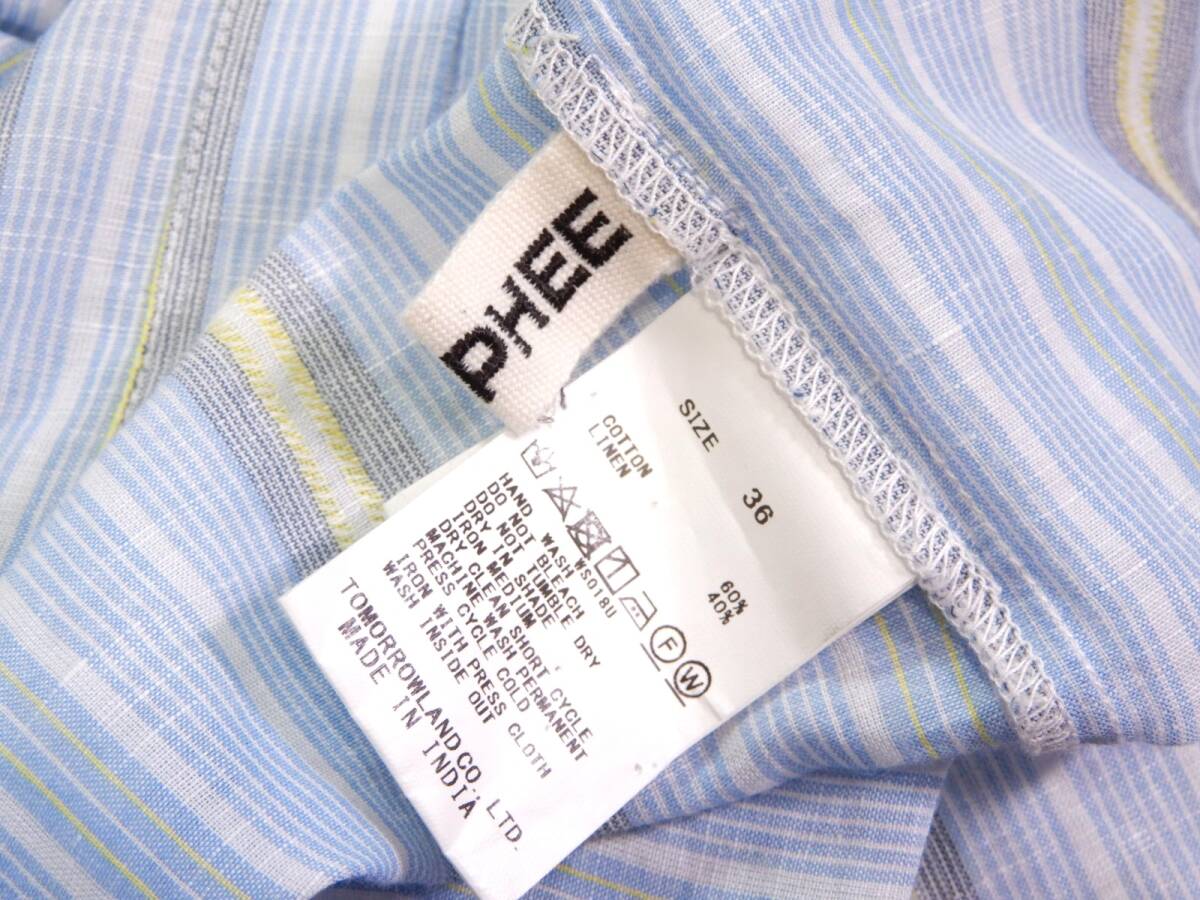 PHEE
SIZE 36
COTTON 60%
LINEN 40%
F
W
WS018U
HAND WASH
DO NOT BLEACH
DO NOT TUMBLE DRY
DRY IN SHADE
IRON MEDIUM
DRY CLEAN SHORT CYCLE
MACHINE WASH PERMANENT
PRESS CYCLE COLD
IRON WITH PRESS CLOTH
WASH INSIDE OUT
TOMORROWLAND CO., LTD.
MADE IN INDIA